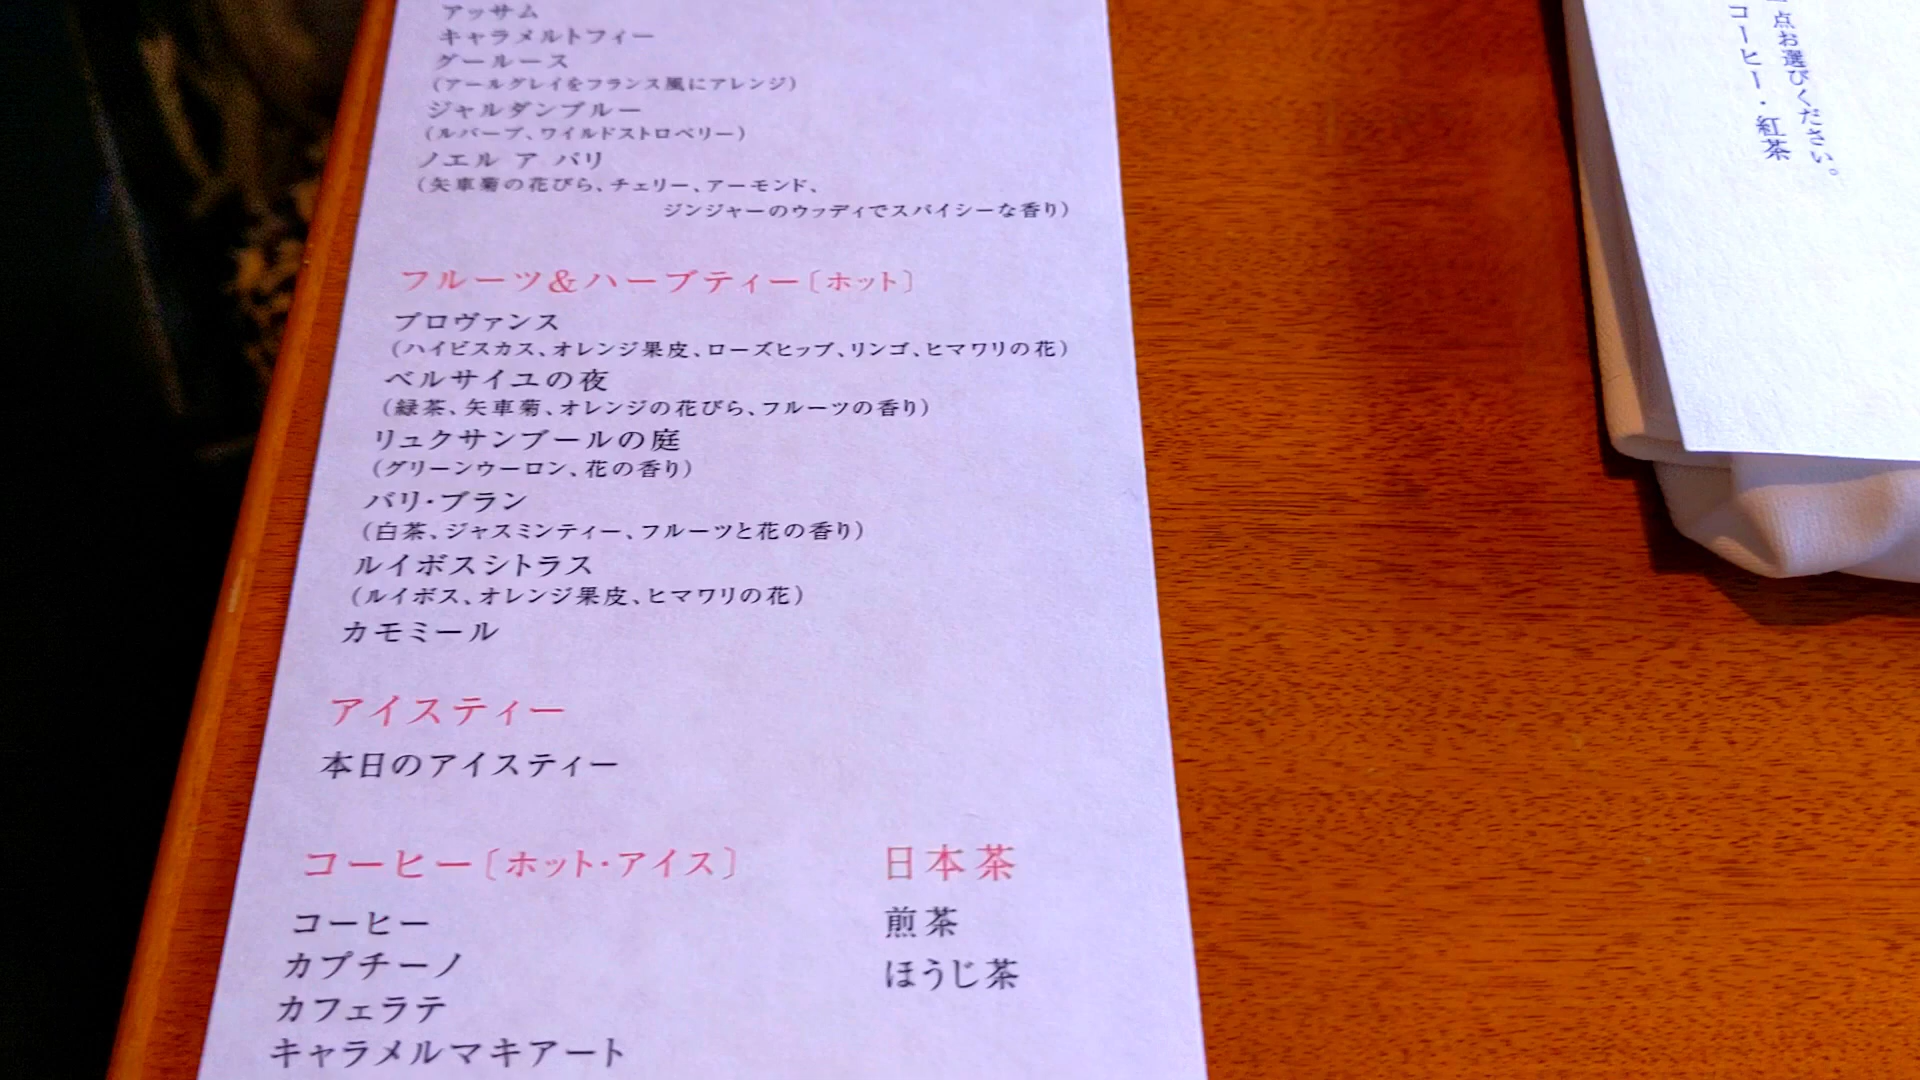 アッサム
キャラメルトフィー
グールース
（アールグレイをフランス風にアレンジ）
ジャルダンブルー
（ルバーブ、ワイルドストロベリー）
ノエル ア パリ
（矢車菊の花びら、チェリー、アーモンド、
ジンジャーのウッディでスパイシーな香り）
フルーツ&ハーブティー〔ホット〕
プロヴァンス
（ハイビスカス、オレンジ果皮、ローズヒップ、リンゴ、ヒマワリの花）
ベルサイユの夜
（緑茶、矢車菊、オレンジの花びら、フルーツの香り）
リュクサンブールの庭
（グリーンウーロン、花の香り）
パリ・ブラン
（白茶、ジャスミンティー、フルーツと花の香り）
ルイボスシトラス
（ルイボス、オレンジ果皮、ヒマワリの花）
カモミール
アイスティー
本日のアイスティー
コーヒー〔ホット・アイス〕
コーヒー
カプチーノ
カフェラテ
キャラメルマキアート
日本茶
煎茶
ほうじ茶
点お選びください。
コーヒー・紅茶